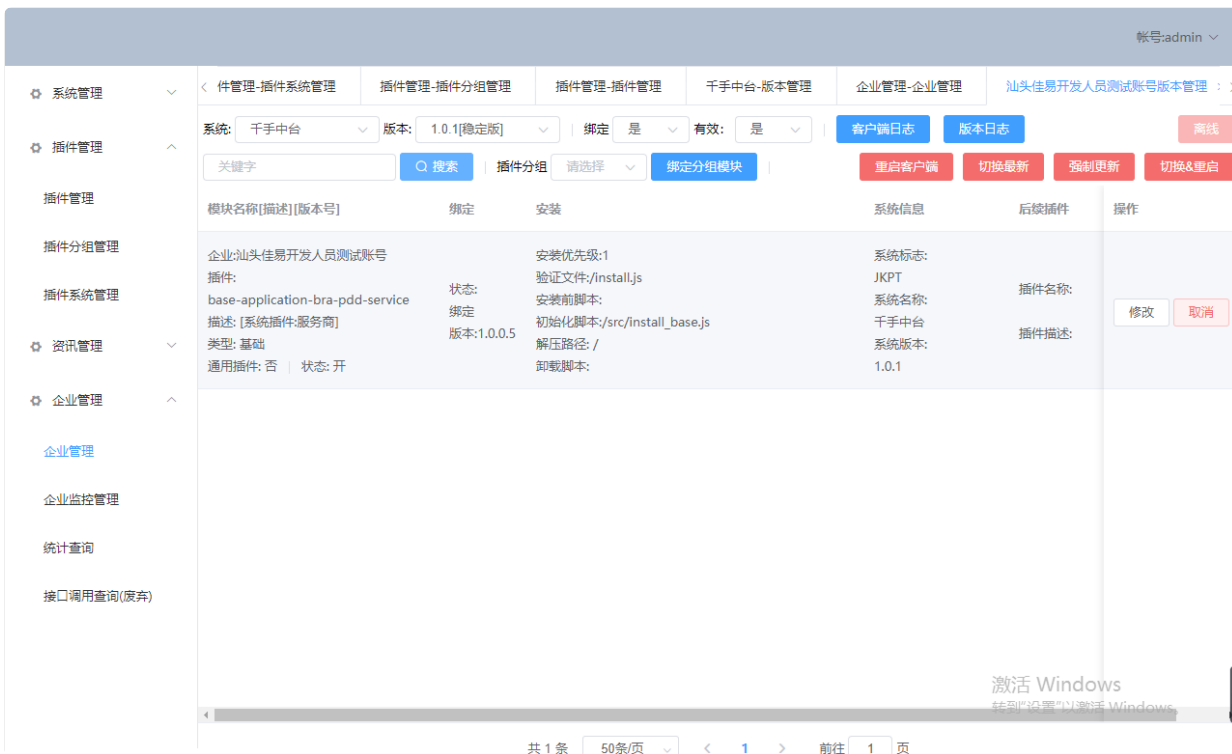 帐号:admin
系统管理
插件管理
插件管理
插件分组管理
插件系统管理
资讯管理
企业管理
企业管理
企业监控管理
统计查询
接口调用查询(废弃)
件管理-插件系统管理 插件管理-插件分组管理 插件管理-插件管理 千手中台-版本管理 企业管理-企业管理 汕头佳易开发人员测试账号版本管理
系统: 千手中台 版本: 1.0.1[稳定版] 绑定 是 有效: 是 客户端日志 版本日志 离线
关键字 搜索 插件分组 请选择 绑定分组模块 重启客户端 切换最新 强制更新 切换&重启
模块名称[描述][版本号] 绑定 安装 系统信息 后续插件 操作
企业:汕头佳易开发人员测试账号
插件:
base-application-bra-pdd-service
描述: [系统插件:服务商]
类型: 基础
通用插件: 否 | 状态: 开
状态:
绑定
版本:1.0.0.5
安装优先级:1
验证文件:/install.js
安装前脚本:
初始化脚本:/src/install_base.js
解压路径: /
卸载脚本:
系统标志:
JKPT
系统名称:
千手中台
系统版本:
1.0.1
插件名称:
插件描述:
修改 取消
激活 Windows
转到"设置"以激活 Windows。
共 1 条 50条/页 1 前往 1 页